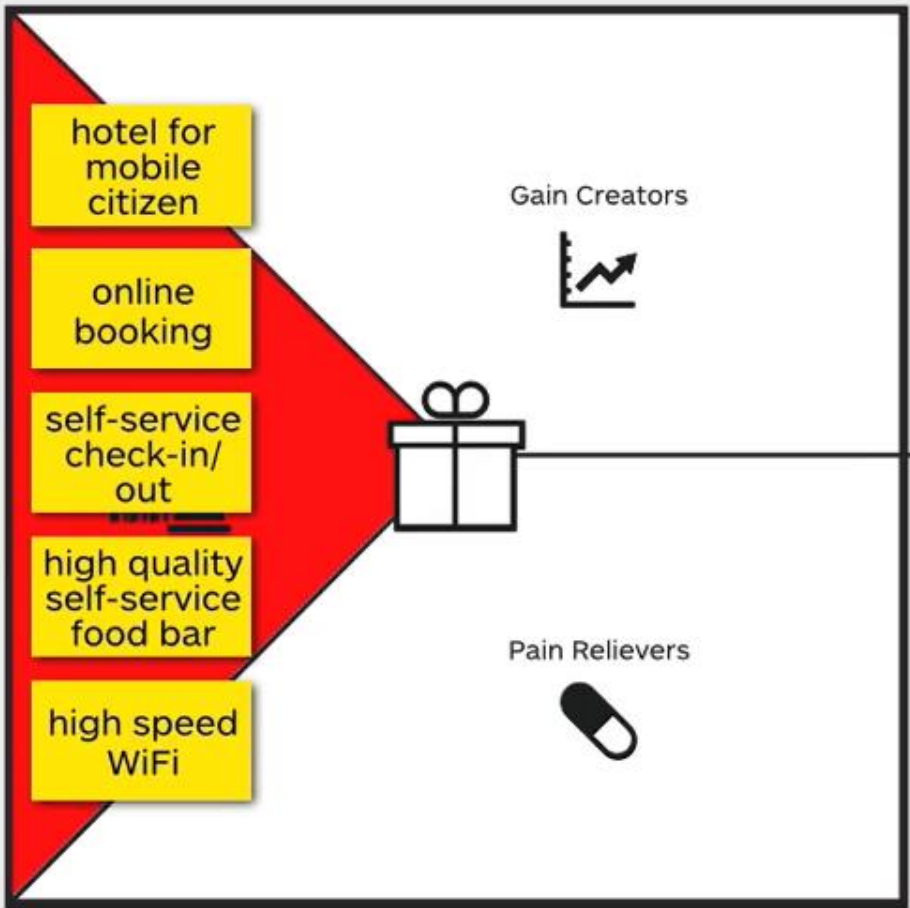 hotel for
mobile
citizen
online
booking
self-service
check-in/
out
high quality
self-service
food bar
high speed
WiFi
Gain Creators
Pain Relievers